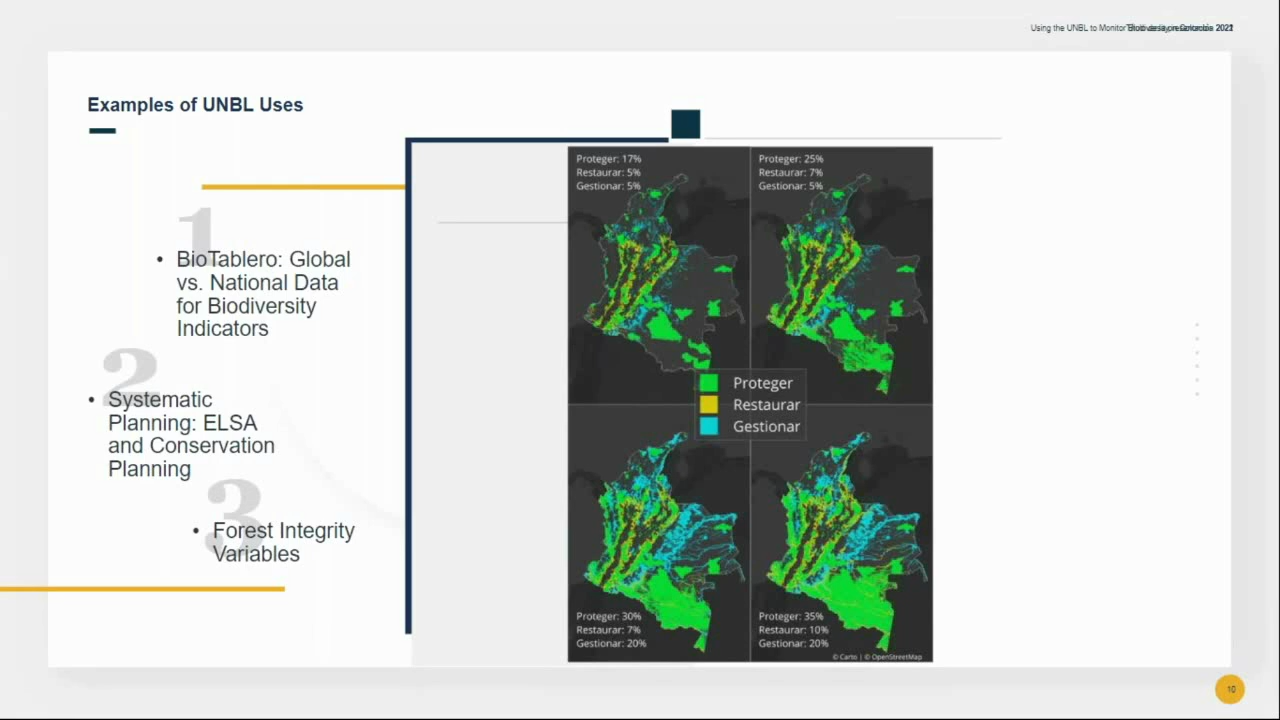 Using the UNBL to Monitor
2021
Examples of UNBL Uses
1
• BioTablero: Global
vs. National Data
for Biodiversity
Indicators
2
• Systematic
Planning: ELSA
and Conservation
Planning
3
• Forest Integrity
Variables
Proteger: 17%
Restaurar: 5%
Gestionar: 5%
Proteger: 25%
Restaurar: 7%
Gestionar: 5%
Proteger
Restaurar
Gestionar
Proteger: 30%
Restaurar: 7%
Gestionar: 20%
Proteger: 35%
Restaurar: 10%
Gestionar: 20%
© Carto | © OpenStreetMap
10